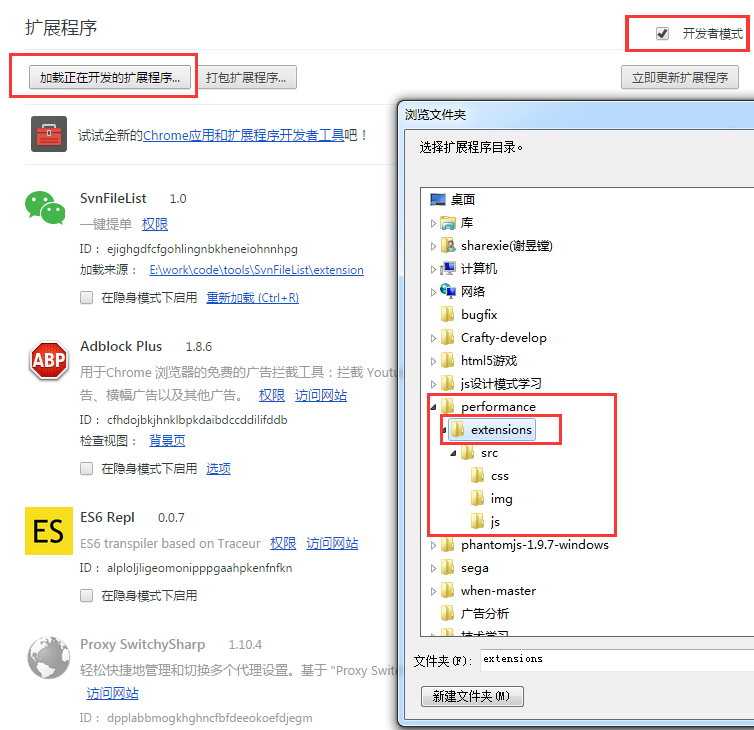 扩展程序
开发者模式
加载正在开发的扩展程序...
打包扩展程序...
立即更新扩展程序
试试全新的Chrome应用和扩展程序开发者工具吧！
SvnFileList 1.0
一键提单 权限
ID： ejighgdfcfgohlingnbkheneiohnnhpg
加载来源： E:\work\code\tools\SvnFileList\extension
在隐身模式下启用 重新加载 (Ctrl+R)
ABP
Adblock Plus 1.8.6
用于Chrome 浏览器的免费的广告拦截工具：拦截 Youtu
告、横幅广告以及其他广告。 权限 访问网站
ID： cfhdojbkjhnklbpkdaibdccddilifddb
检查视图： 背景页
在隐身模式下启用 选项
ES
ES6 Repl 0.0.7
ES6 transpiler based on Traceur 权限 访问网站
ID： alploljligeomonipppgaahpkenfnfkn
在隐身模式下启用
Proxy SwitchySharp 1.10.4
轻松快捷地管理和切换多个代理设置。基于 "Proxy Switc
访问网站
ID： dpplabbmogkhghncfbfdeeokoefdjegm
浏览文件夹
选择扩展程序目录。
桌面
库
sharexie(谢昱镗)
计算机
网络
bugfix
Crafty-develop
html5游戏
js设计模式学习
performance
extensions
src
css
img
js
phantomjs-1.9.7-windows
sega
when-master
广告分析
技术学习
文件夹(F)： extensions
新建文件夹(M)